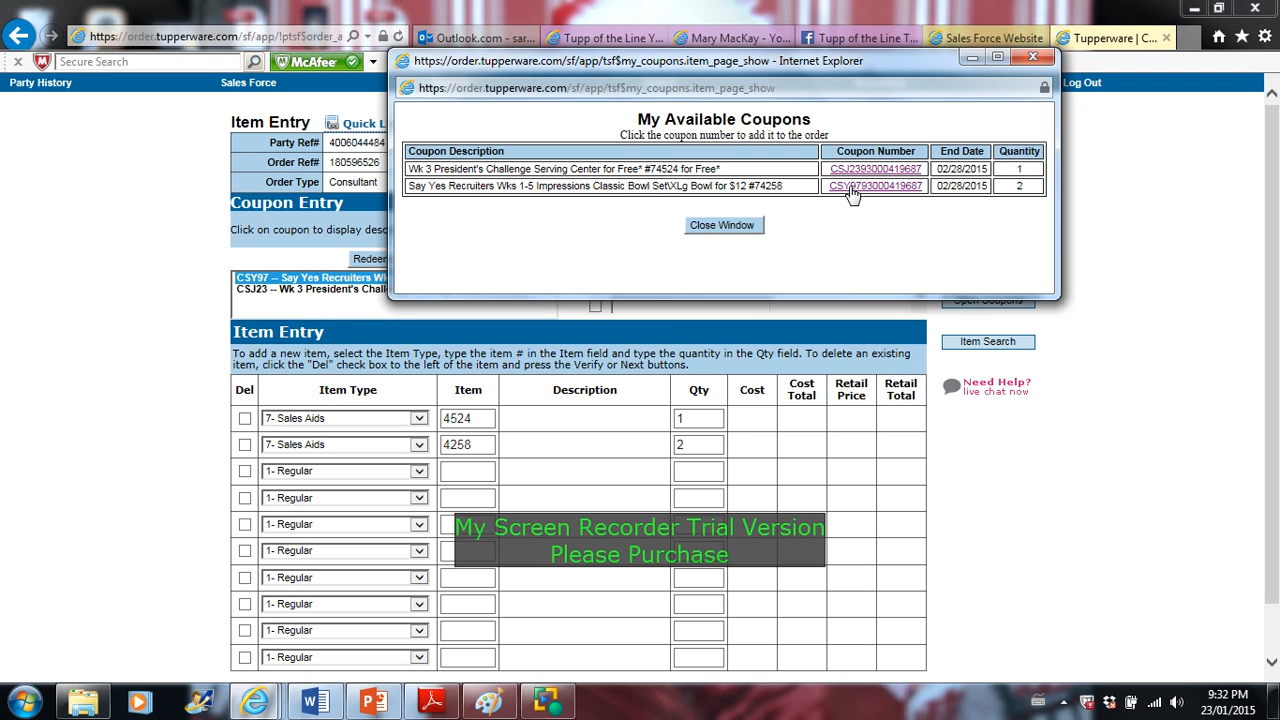 https://order.tupperware.com/sf/app/!ptsf$order_a
Outlook.com - sar...
Tupp of the Line Y...
Mary MacKay - Yo...
Tupp of the Line T...
Sales Force Website
Tupperware | C...
Secure Search
McAfee
Party History
Sales Force
Log Out
https://order.tupperware.com/sf/app/tsf$my_coupons.item_page_show - Internet Explorer
https://order.tupperware.com/sf/app/tsf$my_coupons.item_page_show
My Available Coupons
Click the coupon number to add it to the order
Coupon Description Coupon Number End Date Quantity
Wk 3 President's Challenge Serving Center for Free* #74524 for Free* CSJ2393000419687 02/28/2015 1
Say Yes Recruiters Wks 1-5 Impressions Classic Bowl Set\XLg Bowl for $12 #74258 CSY9793000419687 02/28/2015 2
Close Window
Item Entry Quick L
Party Ref# 4006044484
Order Ref# 180596526
Order Type Consultant
Coupon Entry
Click on coupon to display des
Redee
CSY97 -- Say Yes Recruiters W
CSJ23 -- Wk 3 President's Chall
Open Coupons
Item Entry
To add a new item, select the Item Type, type the item # in the Item field and type the quantity in the Qty field. To delete an existing
item, click the "Del" check box to the left of the item and press the Verify or Next buttons.
Item Search
Need Help?
live chat now
Del Item Type Item Description Qty Cost Cost Total Retail Price Retail Total
7- Sales Aids 4524 1
7- Sales Aids 4258 2
1- Regular
1- Regular
1- Regular
1- Regular
1- Regular
1- Regular
1- Regular
1- Regular
My Screen Recorder Trial Version
Please Purchase
9:32 PM
23/01/2015